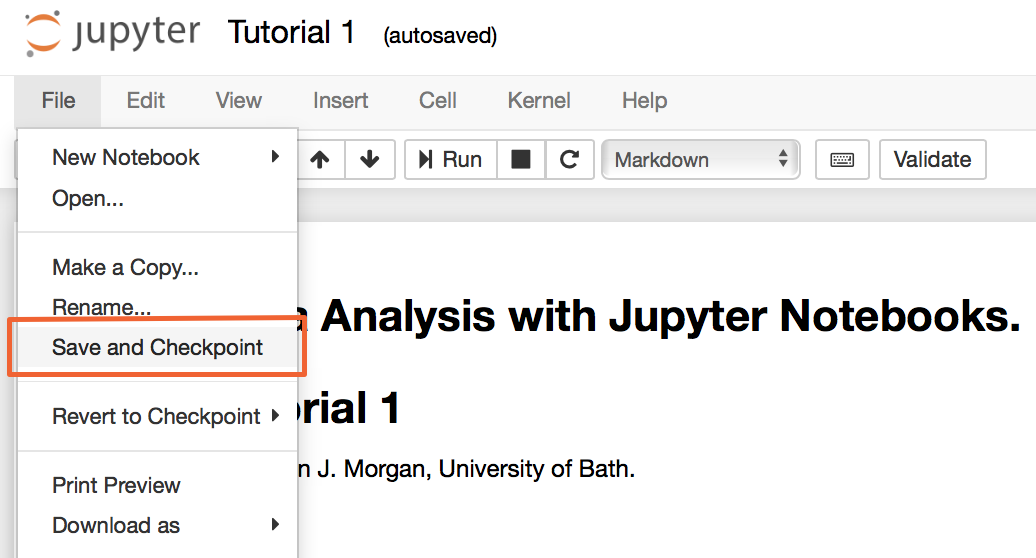 jupyter Tutorial 1 (autosaved)
File Edit View Insert Cell Kernel Help
Run Markdown Validate
New Notebook
Open...
Make a Copy...
Rename...
Save and Checkpoint
Revert to Checkpoint
Print Preview
Download as
Analysis with Jupyter Notebooks.
1
J. Morgan, University of Bath.